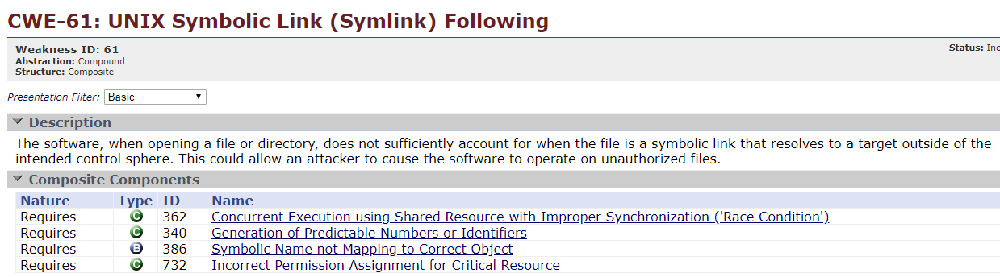 CWE-61: UNIX Symbolic Link (Symlink) Following
Weakness ID: 61
Status: Inc
Abstraction: Compound
Structure: Composite
Presentation Filter: Basic
Description
The software, when opening a file or directory, does not sufficiently account for when the file is a symbolic link that resolves to a target outside of the
intended control sphere. This could allow an attacker to cause the software to operate on unauthorized files.
Composite Components
Nature Type ID Name
Requires C 362 Concurrent Execution using Shared Resource with Improper Synchronization ('Race Condition')
Requires C 340 Generation of Predictable Numbers or Identifiers
Requires B 386 Symbolic Name not Mapping to Correct Object
Requires C 732 Incorrect Permission Assignment for Critical Resource